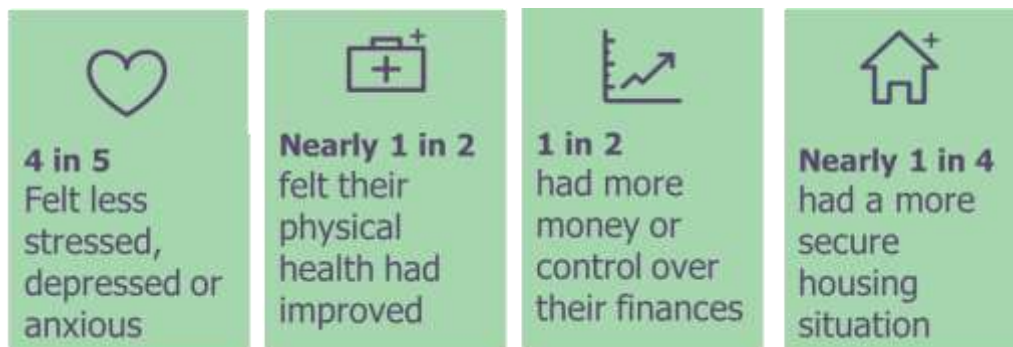 4 in 5
Felt less
stressed,
depressed or
anxious
Nearly 1 in 2
felt their
physical
health had
improved
1 in 2
had more
money or
control over
their finances
Nearly 1 in 4
had a more
secure
housing
situation